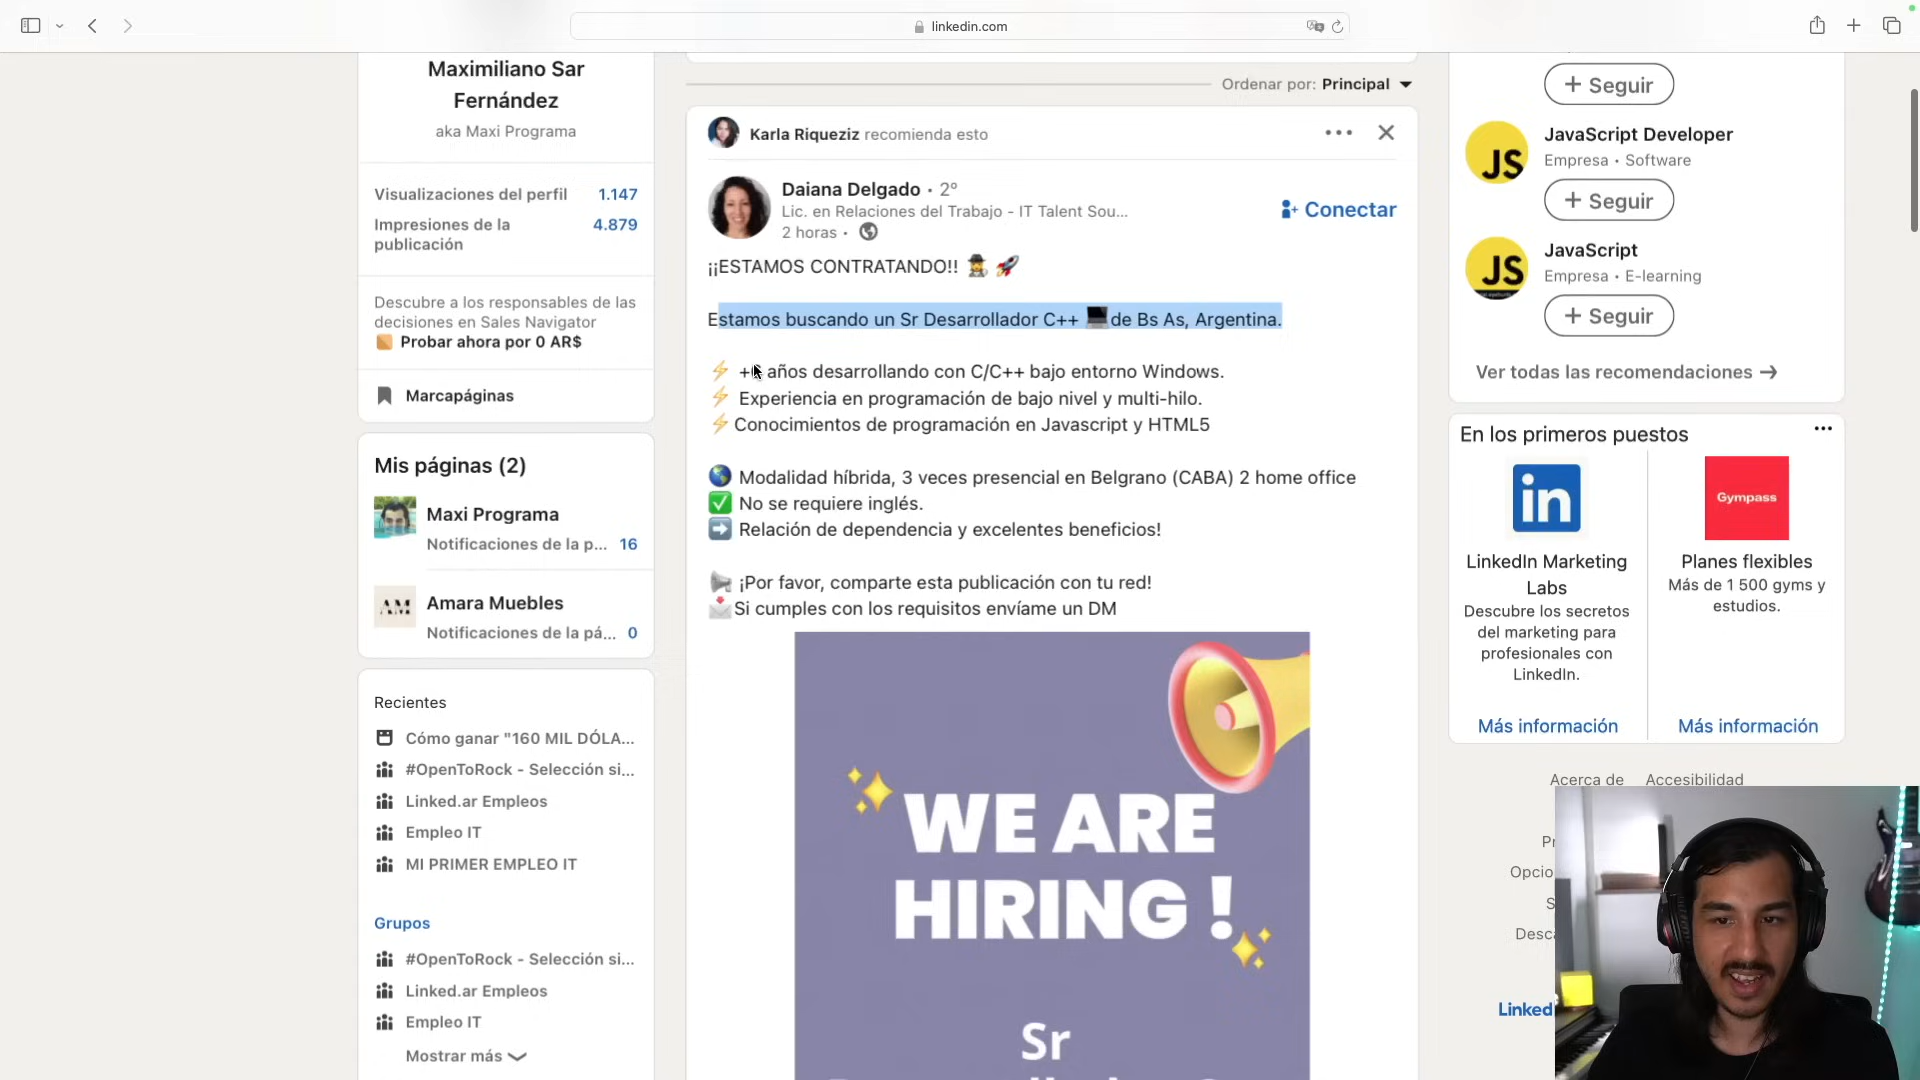 linkedin.com
Maximiliano Sar
Fernández
aka Maxi Programa
Visualizaciones del perfil 1.147
Impresiones de la
publicación 4.879
Descubre a los responsables de las
decisiones en Sales Navigator
Probar ahora por 0 AR$
Marcapáginas
Mis páginas (2)
Maxi Programa
Notificaciones de la p... 16
Amara Muebles
Notificaciones de la pá... 0
Recientes
Cómo ganar "160 MIL DÓLA...
#OpenToRock - Selección si...
Linked.ar Empleos
Empleo IT
MI PRIMER EMPLEO IT
Grupos
#OpenToRock - Selección si...
Linked.ar Empleos
Empleo IT
Mostrar más
Ordenar por: Principal
Karla Riqueziz recomienda esto
Daiana Delgado • 2º
Lic. en Relaciones del Trabajo - IT Talent Sou...
2 horas •
Conectar
¡¡ESTAMOS CONTRATANDO!! 🕵️ 🚀
Estamos buscando un Sr Desarrollador C++ 💻 de Bs As, Argentina.
⚡ años desarrollando con C/C++ bajo entorno Windows.
⚡ Experiencia en programación de bajo nivel y multi-hilo.
⚡Conocimientos de programación en Javascript y HTML5
🌎 Modalidad híbrida, 3 veces presencial en Belgrano (CABA) 2 home office
✅ No se requiere inglés.
➡️ Relación de dependencia y excelentes beneficios!
📢 ¡Por favor, comparte esta publicación con tu red!
📩Si cumples con los requisitos envíame un DM
WE ARE
HIRING !
Sr
+ Seguir
JS
JavaScript Developer
Empresa • Software
+ Seguir
JS
JavaScript
Empresa • E-learning
+ Seguir
Ver todas las recomendaciones →
En los primeros puestos
in
LinkedIn Marketing
Labs
Descubre los secretos
del marketing para
profesionales con
LinkedIn.
Más información
Gympass
Planes flexibles
Más de 1 500 gyms y
estudios.
Más información
Acerca de Accesibilidad
Opcio
Desca
Linked